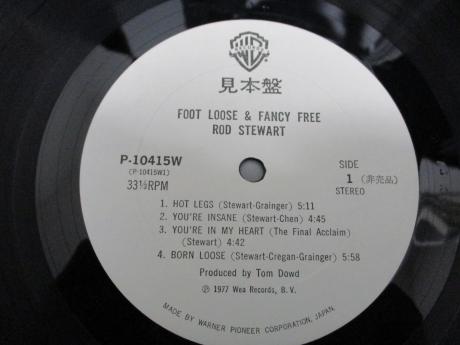 見本盤
FOOT LOOSE & FANCY FREE
ROD STEWART
P-10415W
(P-10415W1)
33⅓RPM
SIDE
1 (非売品)
STEREO
1. HOT LEGS (Stewart-Grainger) 5:11
2. YOU'RE INSANE (Stewart-Chen) 4:45
3. YOU'RE IN MY HEART (The Final Acclaim)
(Stewart) 4:42
4. BORN LOOSE (Stewart-Cregan-Grainger) 5:58
Produced by Tom Dowd
Ⓟ 1977 Wea Records, B. V.
MADE BY WARNER PIONEER CORPORATION, JAPAN.